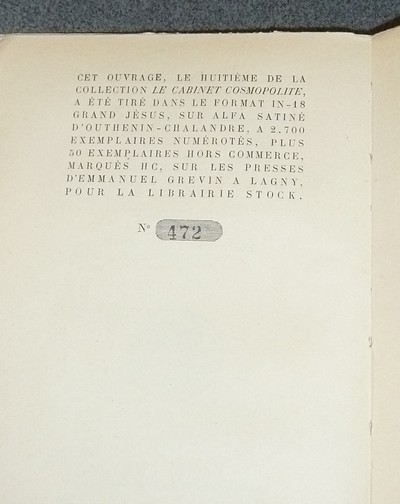 CET OUVRAGE, LE HUITIÈME DE LA
COLLECTION LE CABINET COSMOPOLITE,
A ÉTÉ TIRÉ DANS LE FORMAT IN-18
GRAND JÉSUS, SUR ALFA SATINÉ
D'OUTHENIN-CHALANDRE, A 2.700
EXEMPLAIRES NUMÉROTÉS, PLUS
50 EXEMPLAIRES HORS COMMERCE,
MARQUÉS HC, SUR LES PRESSES
D'EMMANUEL GREVIN A LAGNY,
POUR LA LIBRAIRIE STOCK.
No 472